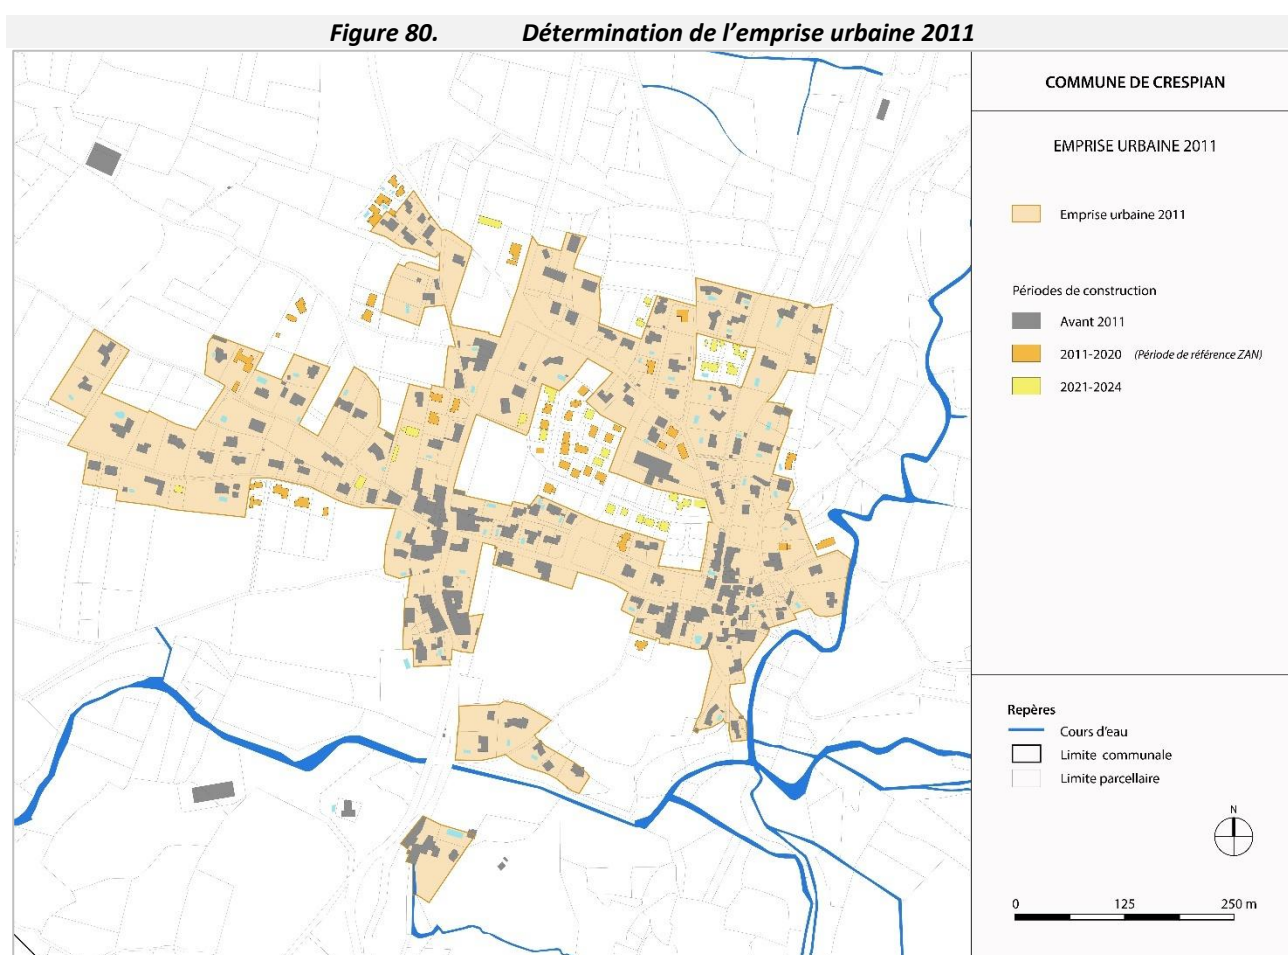 Figure 80. Détermination de l’emprise urbaine 2011
COMMUNE DE CRESPIAN
EMPRISE URBAINE 2011
Emprise urbaine 2011
Périodes de construction
Avant 2011
2011-2020 (Période de référence ZAN)
2021-2024
Repères
Cours d'eau
Limite communale
Limite parcellaire
N
0 125 250 m